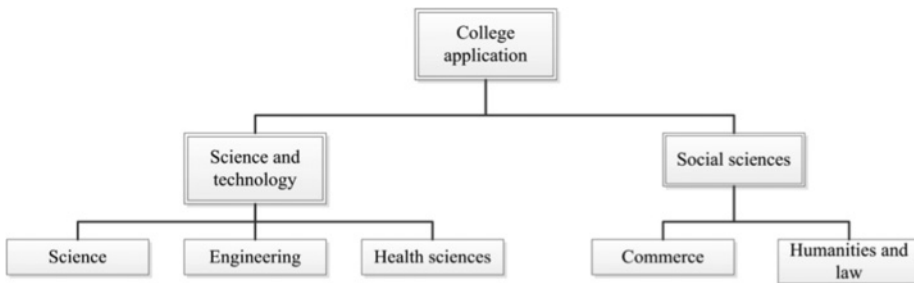 College
application
Science and
technology
Social sciences
Science
Engineering
Health sciences
Commerce
Humanities and
law